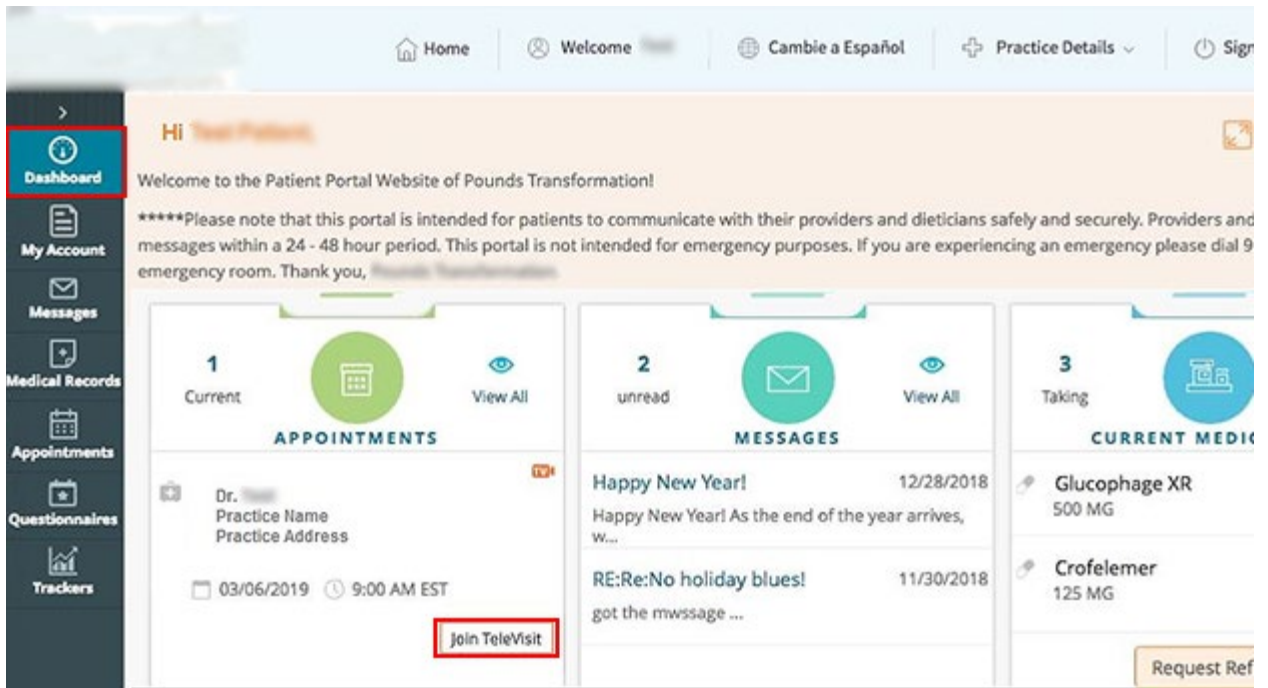 Home
Welcome
Cambie a Español
Practice Details
Sign
Hi
Welcome to the Patient Portal Website of Pounds Transformation!
*****Please note that this portal is intended for patients to communicate with their providers and dieticians safely and securely. Providers and
messages within a 24 - 48 hour period. This portal is not intended for emergency purposes. If you are experiencing an emergency please dial 9
emergency room. Thank you,
Dashboard
My Account
Messages
Medical Records
Appointments
Questionnaires
Trackers
1
Current
View All
APPOINTMENTS
TV
Dr.
Practice Name
Practice Address
03/06/2019 9:00 AM EST
Join TeleVisit
2
unread
View All
MESSAGES
Happy New Year! 12/28/2018
Happy New Year! As the end of the year arrives,
w...
RE:Re:No holiday blues! 11/30/2018
got the mwssage ...
3
Taking
CURRENT MEDIC
Glucophage XR
500 MG
Crofelemer
125 MG
Request Ref